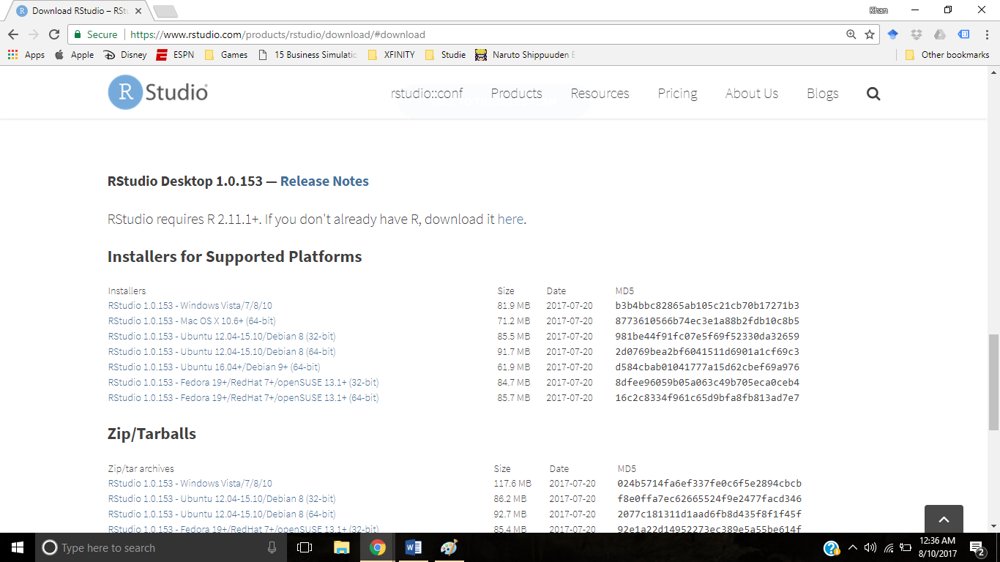 Download RStudio – RSt
Khan
Secure
https://www.rstudio.com/products/rstudio/download/#download
Apps Apple Disney ESPN Games 15 Business Simulatio XFINITY Studie Naruto Shippuuden E Other bookmarks
R Studio
rstudio::conf Products Resources Pricing About Us Blogs
RStudio Desktop 1.0.153 — Release Notes
RStudio requires R 2.11.1+. If you don't already have R, download it here.
Installers for Supported Platforms
Installers Size Date MD5
RStudio 1.0.153 - Windows Vista/7/8/10 81.9 MB 2017-07-20 b3b4bbc82865ab105c21cb70b17271b3
RStudio 1.0.153 - Mac OS X 10.6+ (64-bit) 71.2 MB 2017-07-20 8773610566b74ec3e1a88b2fdb10c8b5
RStudio 1.0.153 - Ubuntu 12.04-15.10/Debian 8 (32-bit) 85.5 MB 2017-07-20 981be44f91fc07e5f69f52330da32659
RStudio 1.0.153 - Ubuntu 12.04-15.10/Debian 8 (64-bit) 91.7 MB 2017-07-20 2d0769bea2bf6041511d6901a1cf69c3
RStudio 1.0.153 - Ubuntu 16.04+/Debian 9+ (64-bit) 61.9 MB 2017-07-20 d584cbab01041777a15d62cbef69a976
RStudio 1.0.153 - Fedora 19+/RedHat 7+/openSUSE 13.1+ (32-bit) 84.7 MB 2017-07-20 8dfee96059b05a063c49b705eca0ceb4
RStudio 1.0.153 - Fedora 19+/RedHat 7+/openSUSE 13.1+ (64-bit) 85.7 MB 2017-07-20 16c2c8334f961c65d9bfa8fb813ad7e7
Zip/Tarballs
Zip/tar archives Size Date MD5
RStudio 1.0.153 - Windows Vista/7/8/10 117.6 MB 2017-07-20 024b5714fa6ef337fe0c6f5e2894cbcb
RStudio 1.0.153 - Ubuntu 12.04-15.10/Debian 8 (32-bit) 86.2 MB 2017-07-20 f8e0ffa7ec62665524f9e2477facd346
RStudio 1.0.153 - Ubuntu 12.04-15.10/Debian 8 (64-bit) 92.7 MB 2017-07-20 2077c181311d1aad6fb8d435f8f1f45f
RStudio 1.0.153 - Fedora 19+/RedHat 7+/openSUSE 13.1+ (32-bit) 85.4 MB 2017-07-20 92e1a22d14952273ec389e5a55be614f
Type here to search
12:36 AM
8/10/2017
2